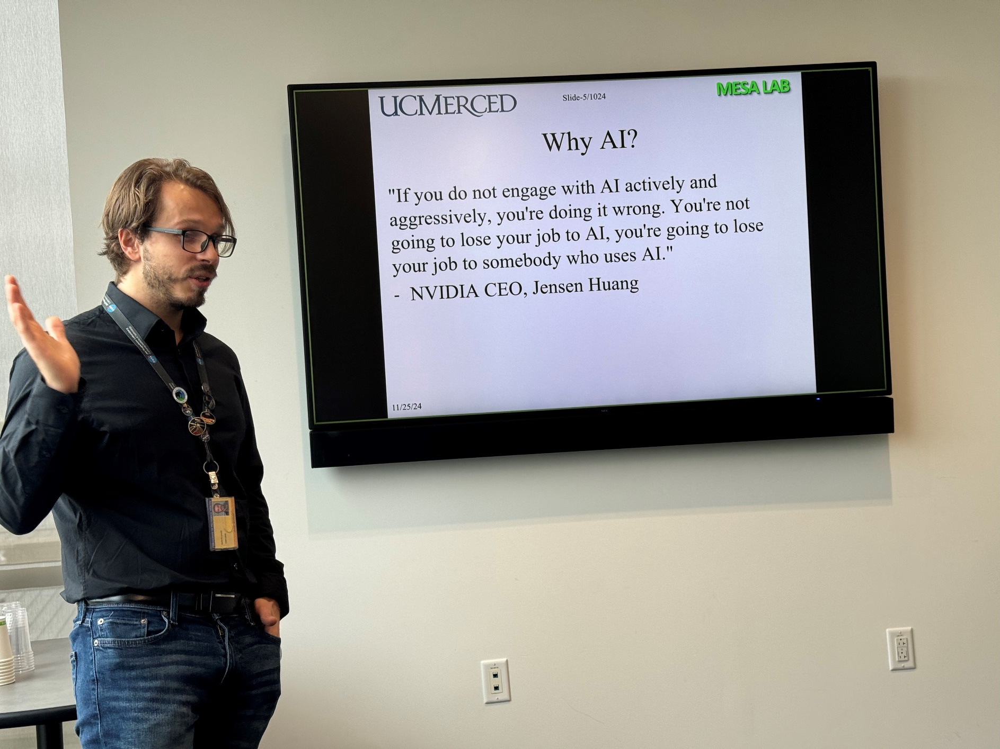 UCMERCED
Slide-5/1024
MESA LAB
Why AI?
"If you do not engage with AI actively and
aggressively, you're doing it wrong. You're not
going to lose your job to AI, you're going to lose
your job to somebody who uses AI."
- NVIDIA CEO, Jensen Huang
11/25/24
NEC